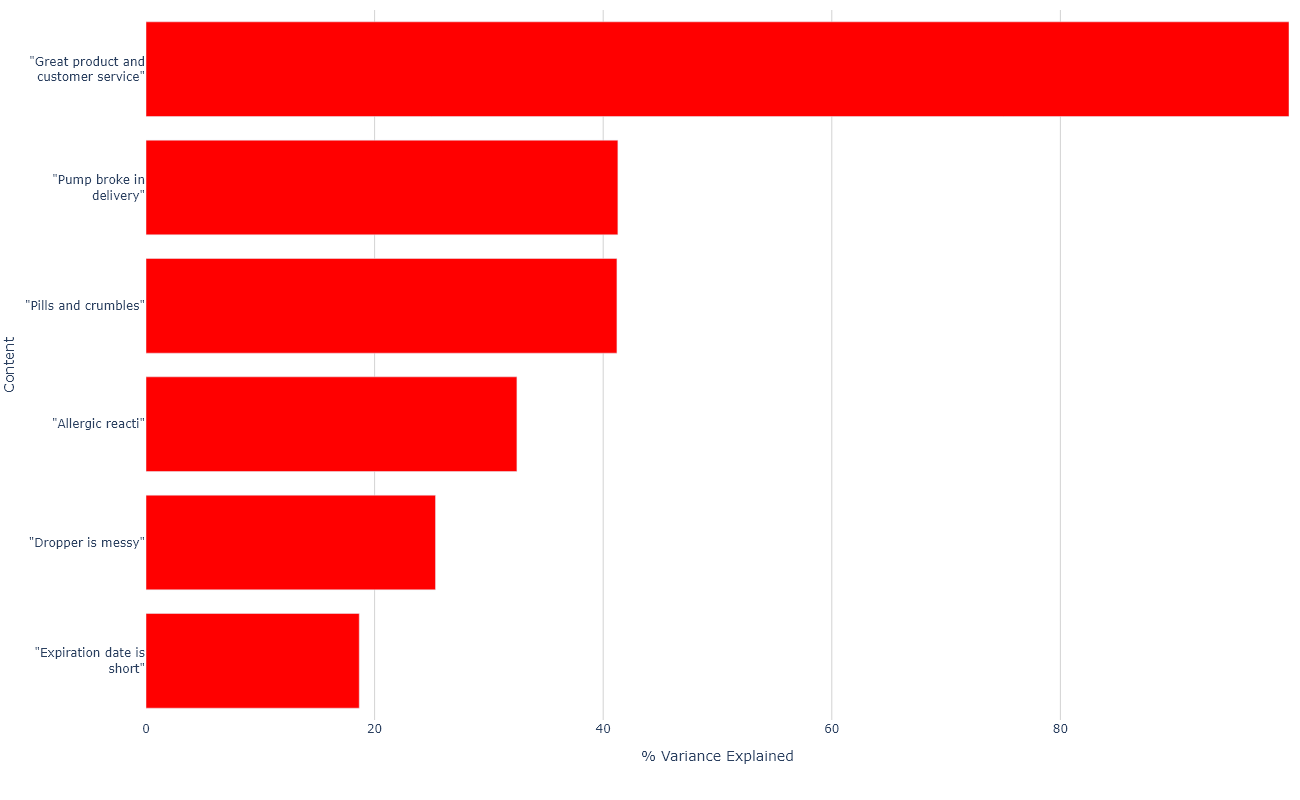 "Great product and
customer service"
"Pump broke in
delivery"
"Pills and crumbles"
"Allergic reacti"
"Dropper is messy"
"Expiration date is
short"
Content
0 20 40 60 80
% Variance Explained